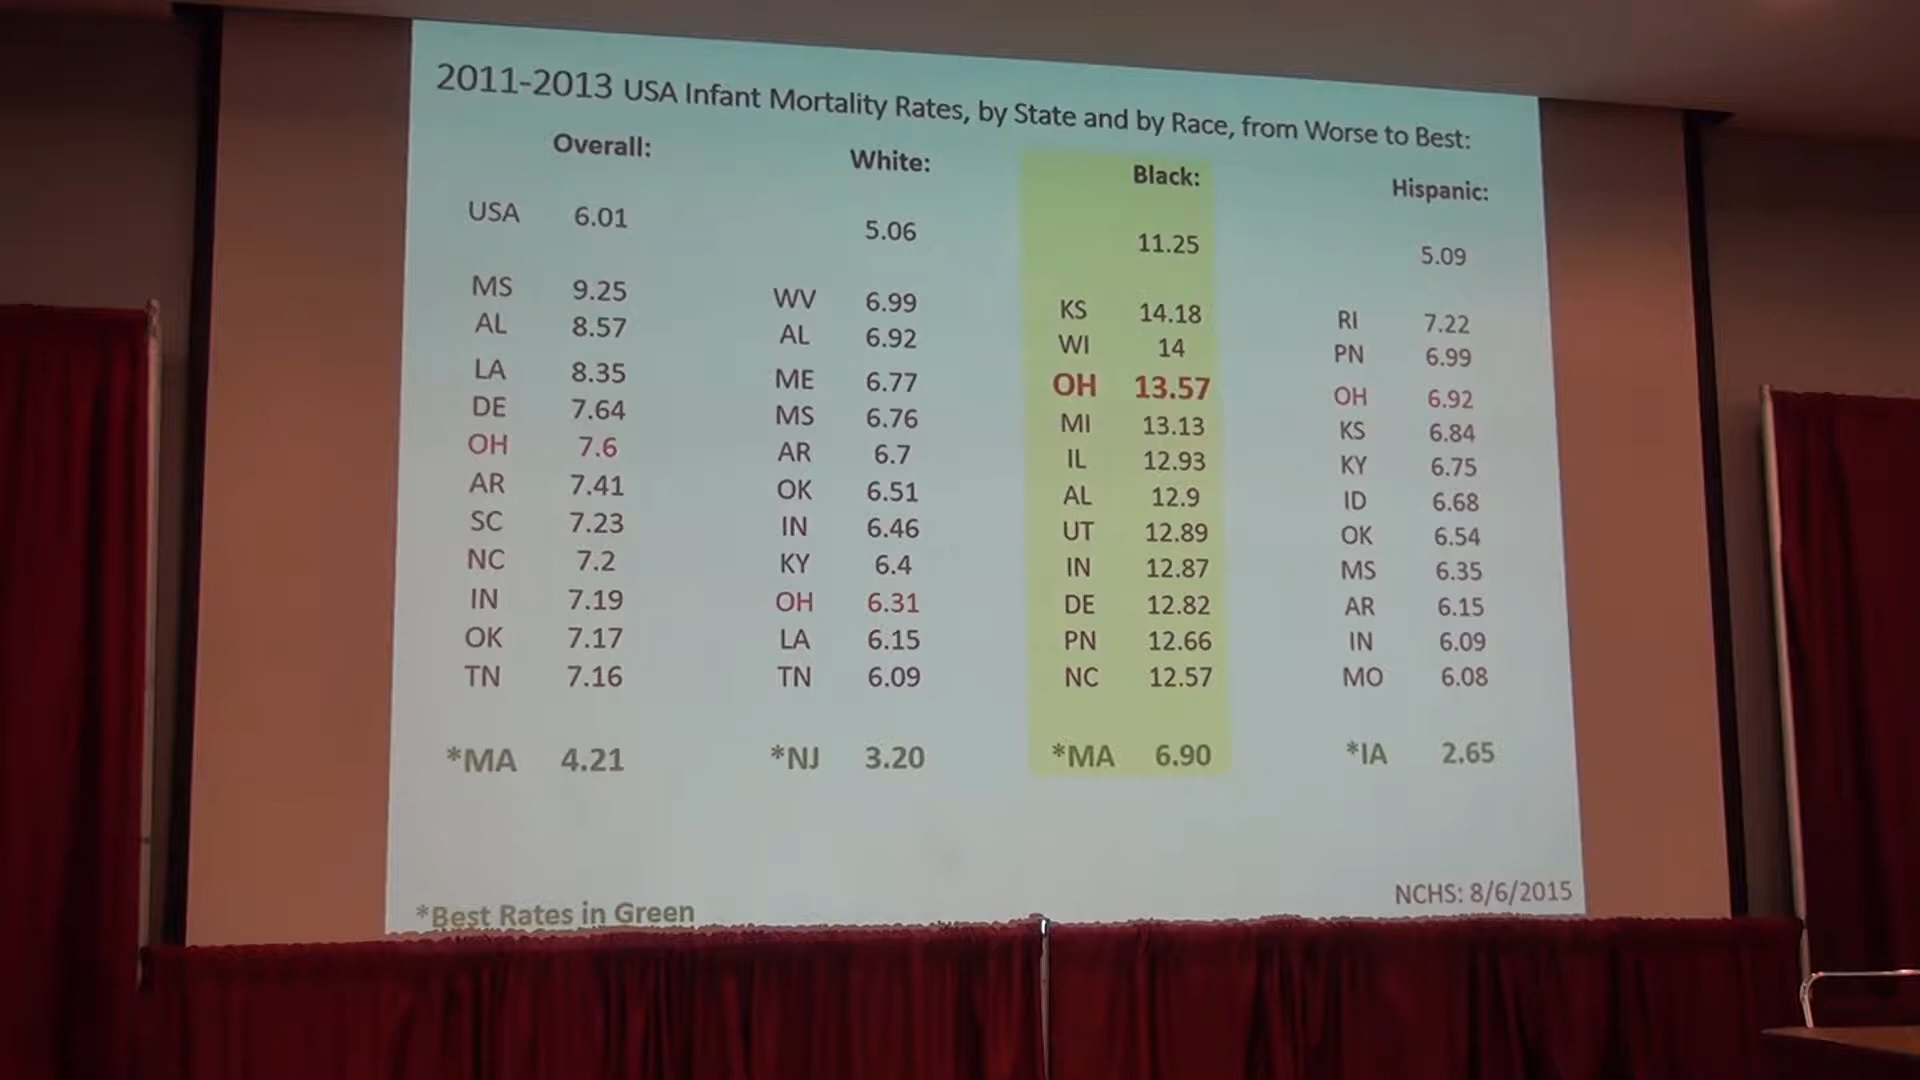 2011-2013 USA Infant Mortality Rates, by State and by Race, from Worse to Best:
Overall: White: Black: Hispanic:
USA 6.01 5.06 11.25 5.09
MS 9.25 WV 6.99 KS 14.18 RI 7.22
AL 8.57 AL 6.92 WI 14 PN 6.99
LA 8.35 ME 6.77 OH 13.57 OH 6.92
DE 7.64 MS 6.76 MI 13.13 KS 6.84
OH 7.6 AR 6.7 IL 12.93 KY 6.75
AR 7.41 OK 6.51 AL 12.9 ID 6.68
SC 7.23 IN 6.46 UT 12.89 OK 6.54
NC 7.2 KY 6.4 IN 12.87 MS 6.35
IN 7.19 OH 6.31 DE 12.82 AR 6.15
OK 7.17 LA 6.15 PN 12.66 IN 6.09
TN 7.16 TN 6.09 NC 12.57 MO 6.08
*MA 4.21 *NJ 3.20 *MA 6.90 *IA 2.65
NCHS: 8/6/2015
*Best Rates in Green